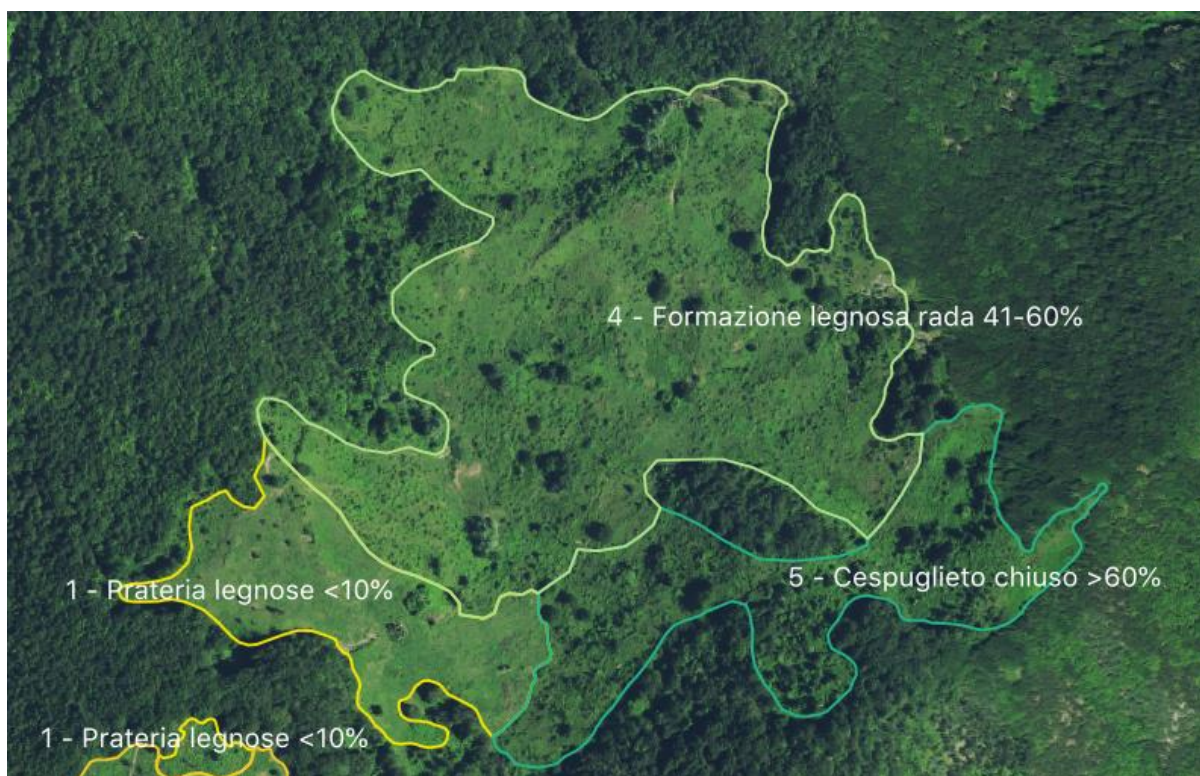 4 - Formazione legnosa rada 41-60%
5 - Cespuglieto chiuso >60%
1 - Prateria legnose <10%
1 - Prateria legnose <10%